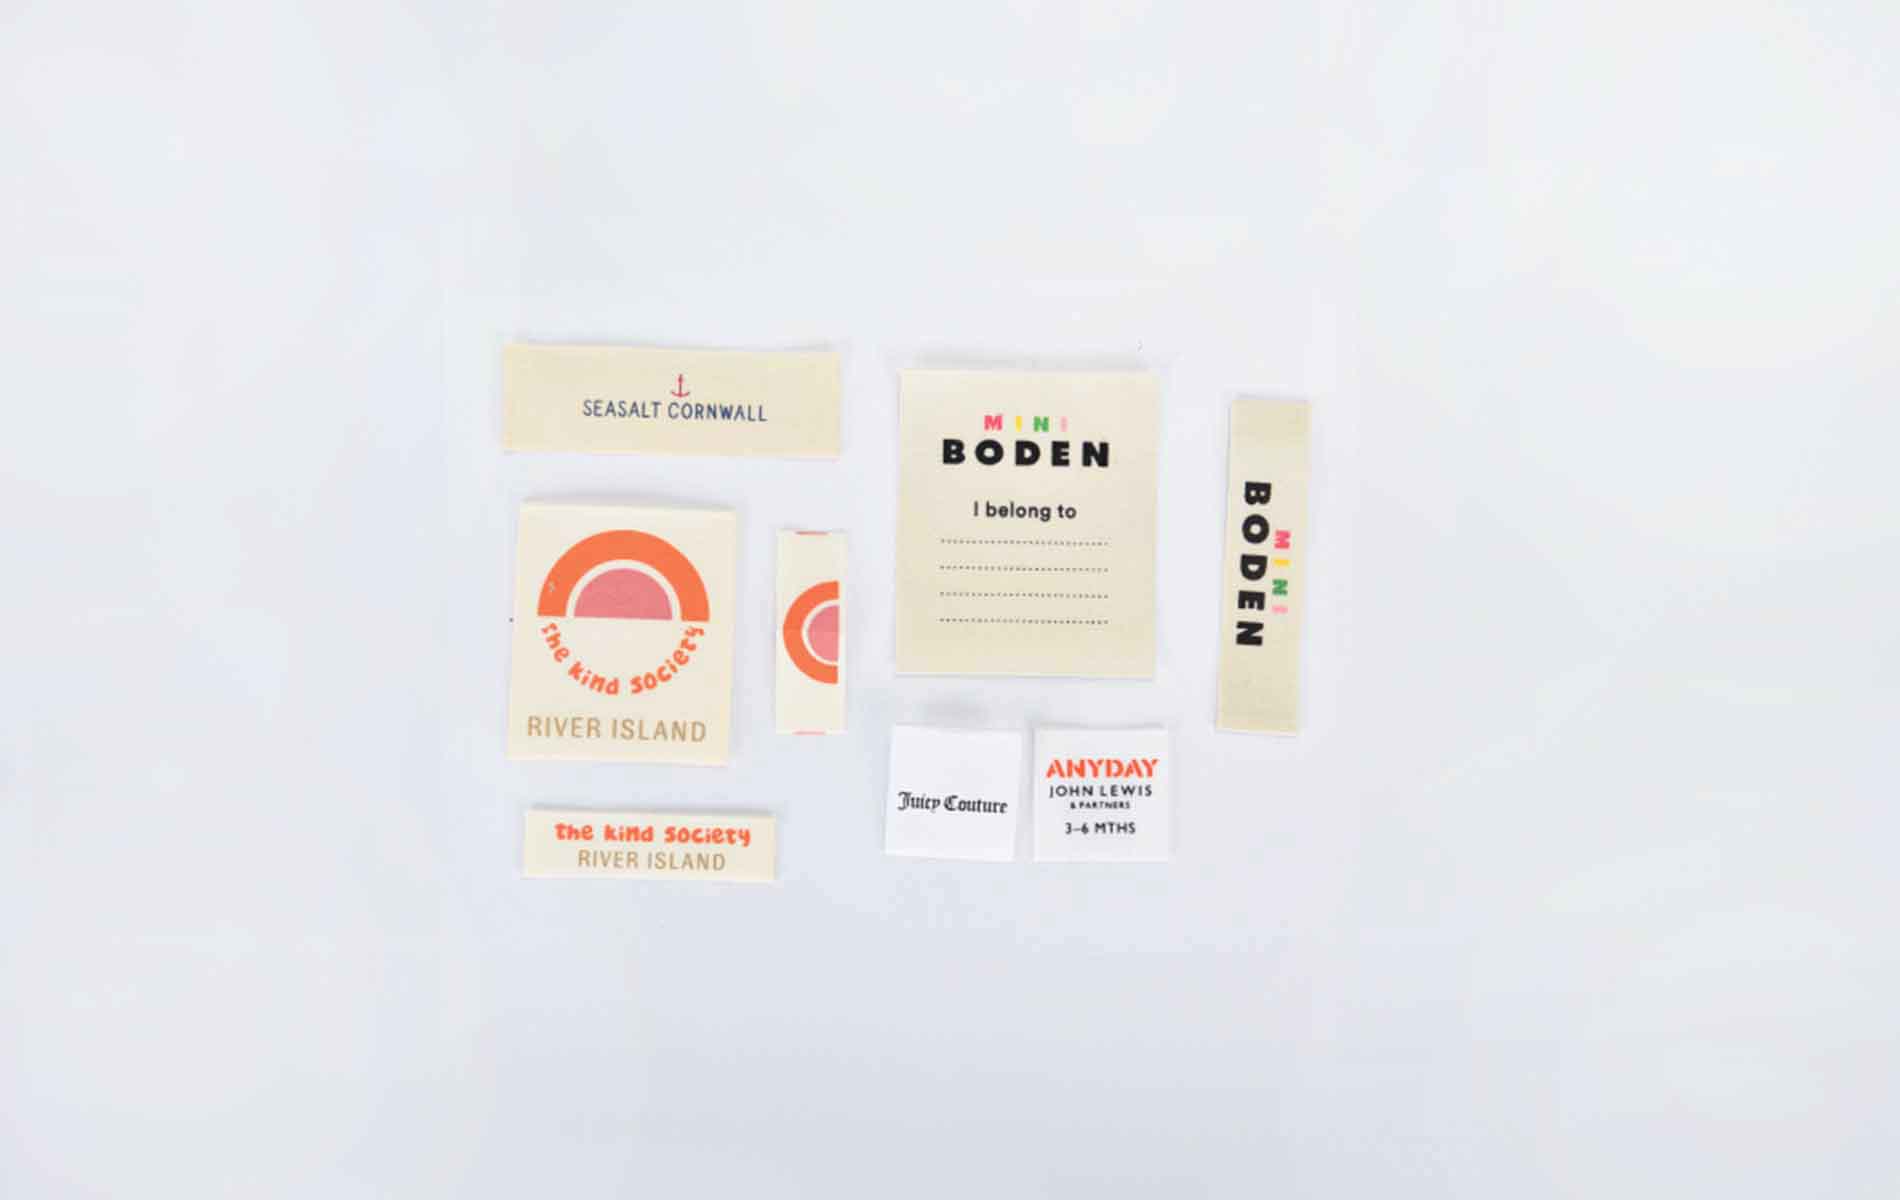 SEASALT CORNWALL
the kind society
RIVER ISLAND
the kind society
RIVER ISLAND
MINI
BODEN
I belong to
MINI
BODEN
Juicy Couture
ANYDAY
JOHN LEWIS
& PARTNERS
3–6 MTHS